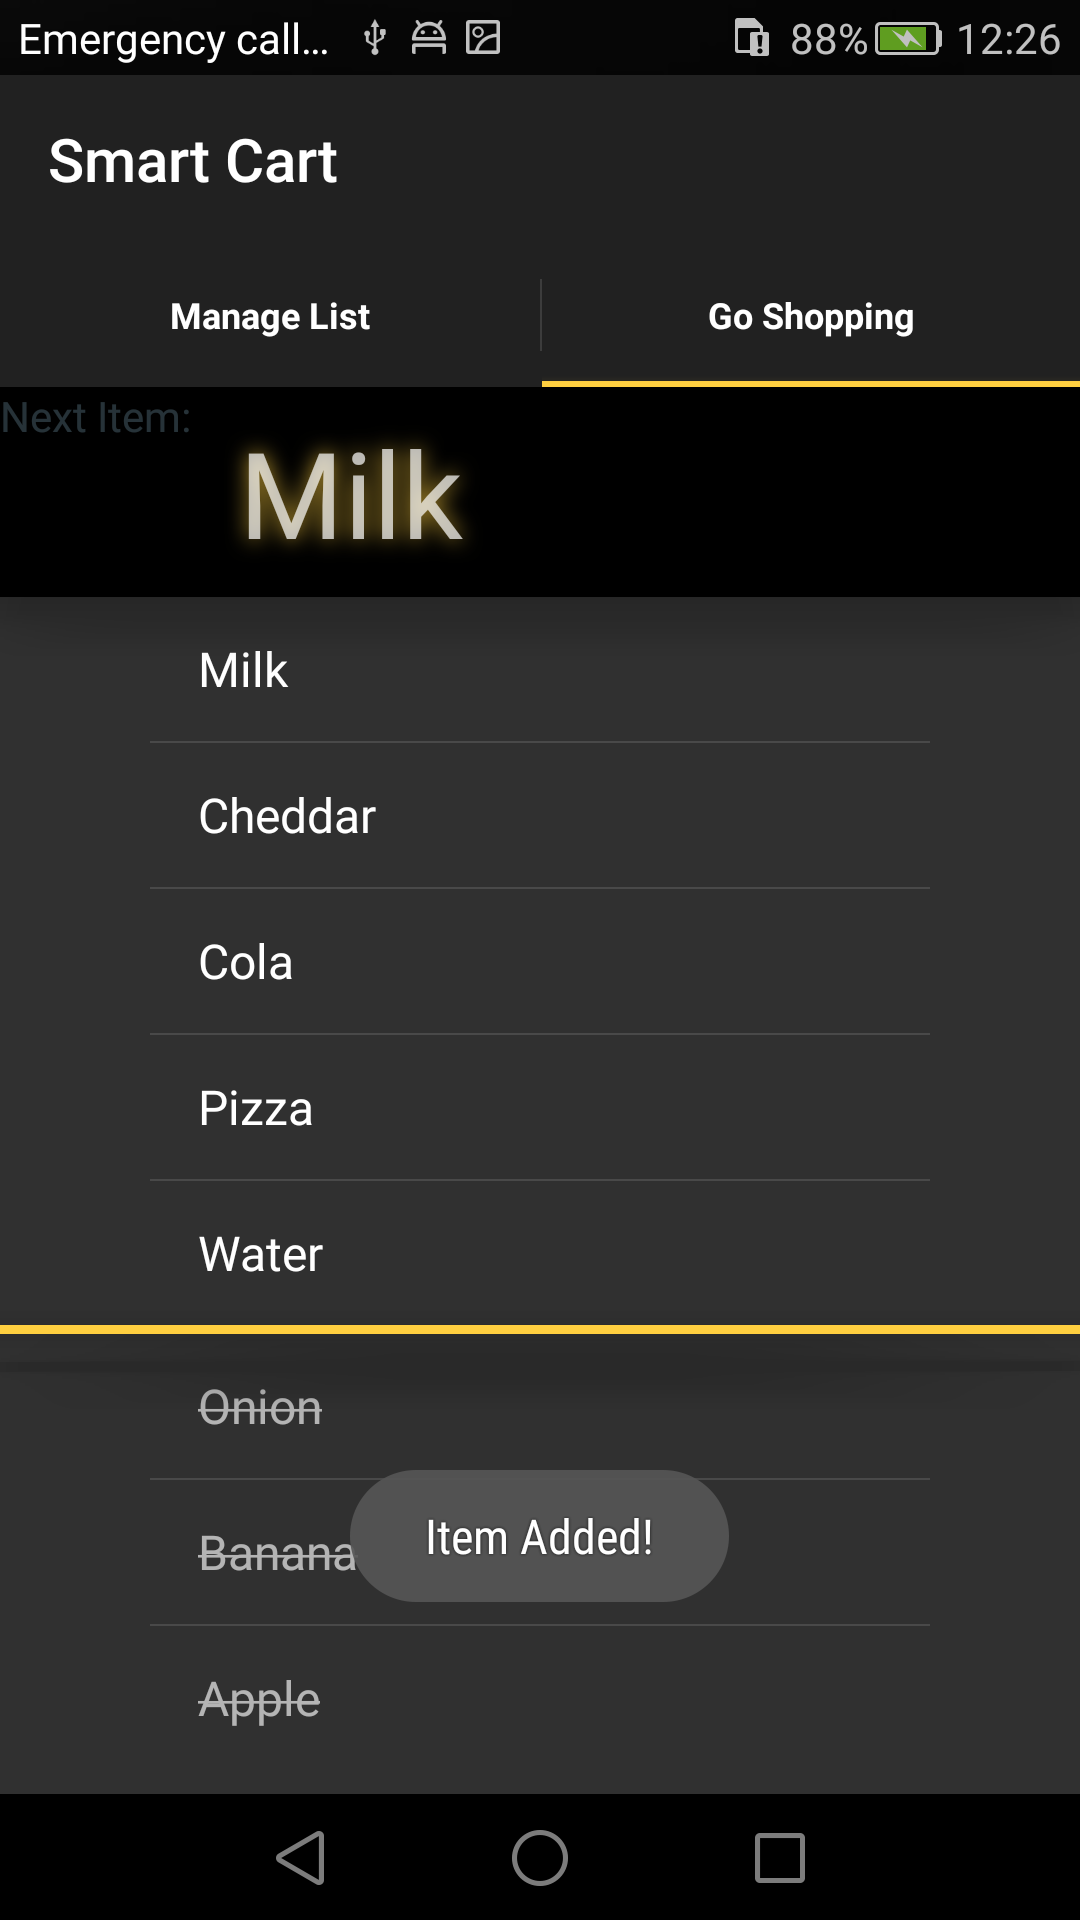 Emergency call... 88% 12:26
Smart Cart
Manage List Go Shopping
Next Item:
Milk
Milk
Cheddar
Cola
Pizza
Water
Onion
Banana
Item Added!
Apple